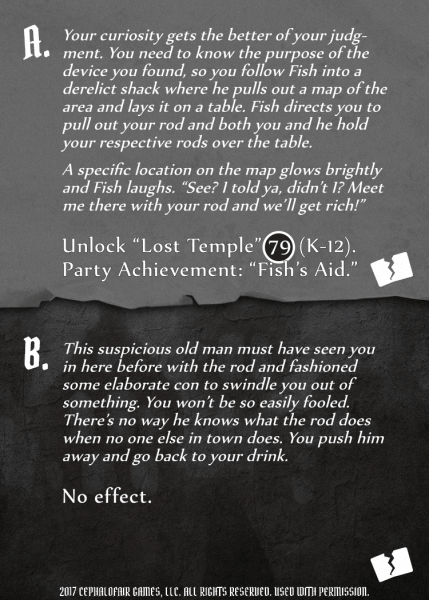 A.
Your curiosity gets the better of your judg-
ment. You need to know the purpose of the
device you found, so you follow Fish into a
derelict shack where he pulls out a map of the
area and lays it on a table. Fish directs you to
pull out your rod and both you and he hold
your respective rods over the table.
A specific location on the map glows brightly
and Fish laughs. “See? I told ya, didn’t I? Meet
me there with your rod and we’ll get rich!”
Unlock “Lost Temple” 79 (K-12).
Party Achievement: “Fish’s Aid.”
B.
This suspicious old man must have seen you
in here before with the rod and fashioned
some elaborate con to swindle you out of
something. You won’t be so easily fooled.
There’s no way he knows what the rod does
when no one else in town does. You push him
away and go back to your drink.
No effect.
2017 CEPHALOFAIR GAMES, LLC. ALL RIGHTS RESERVED. USED WITH PERMISSION.